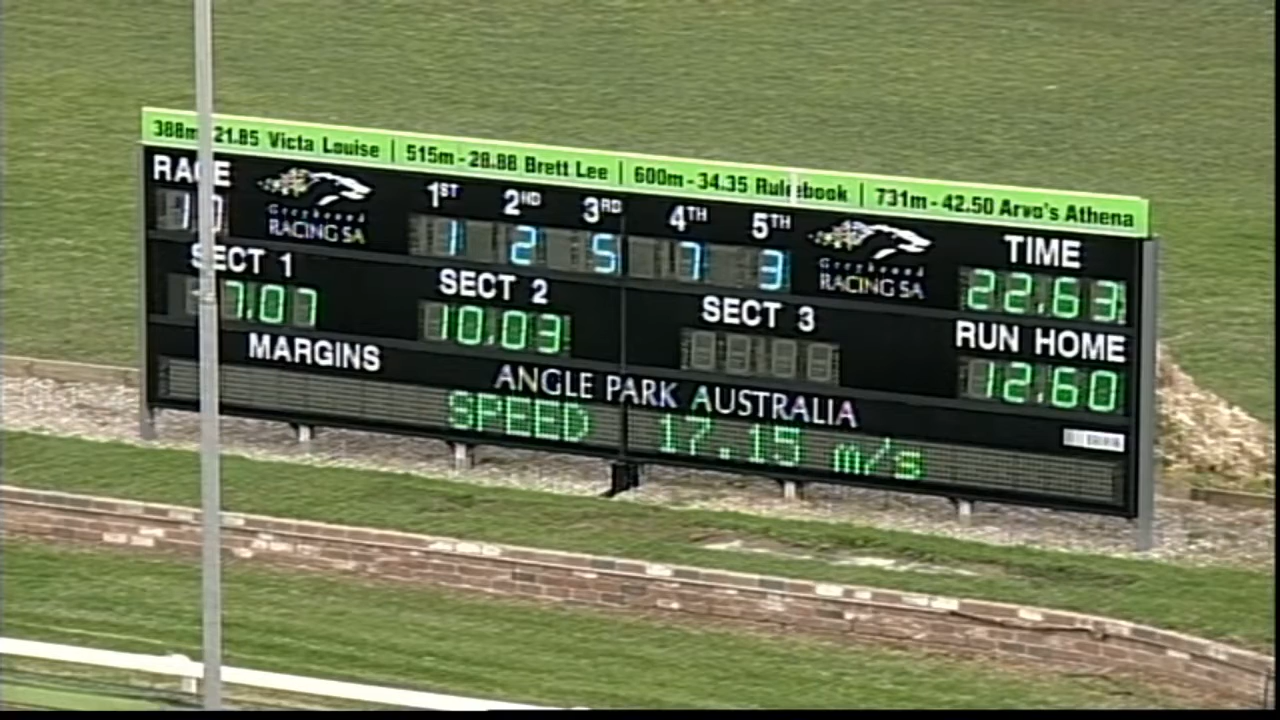 388m 21.85 Victa Louise | 515m - 28.88 Brett Lee | 600m - 34.35 Rulebook | 731m - 42.50 Arvo's Athena
RACE 1ST 2ND 3RD 4TH 5TH TIME
10 Greyhound RACING SA 1 2 5 7 3 Greyhound RACING SA 22.63
SECT 1 SECT 2 SECT 3 RUN HOME
7.07 10.03 12.60
MARGINS ANGLE PARK AUSTRALIA
SPEED 17.15 m/s